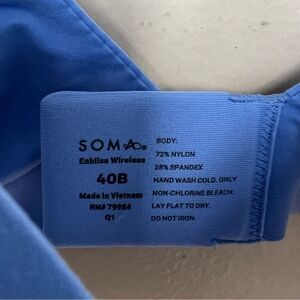 SOMA®
Enbliss Wireless
40B
Made in Vietnam
RN# 79984
Q1
BODY:
72% NYLON
28% SPANDEX
HAND WASH COLD. ONLY
NON-CHLORINE BLEACH.
LAY FLAT TO DRY.
DO NOT IRON.